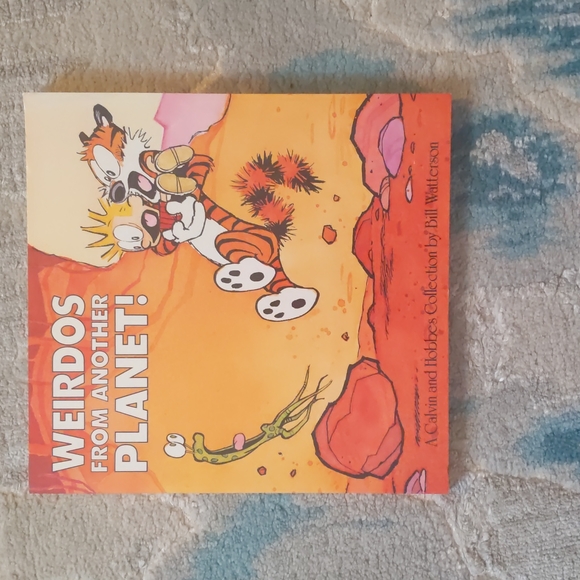 WEIRDOS
FROM ANOTHER
PLANET!
A Calvin and Hobbes Collection by Bill Watterson